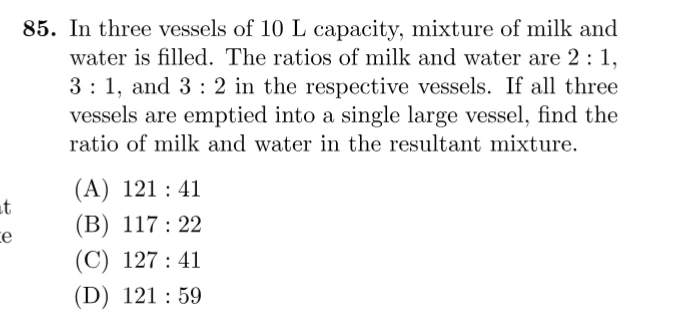 85. In three vessels of 10 L capacity, mixture of milk and
water is filled. The ratios of milk and water are 2 : 1,
3 : 1, and 3 : 2 in the respective vessels. If all three
vessels are emptied into a single large vessel, find the
ratio of milk and water in the resultant mixture.
(A) 121 : 41
(B) 117 : 22
(C) 127 : 41
(D) 121 : 59